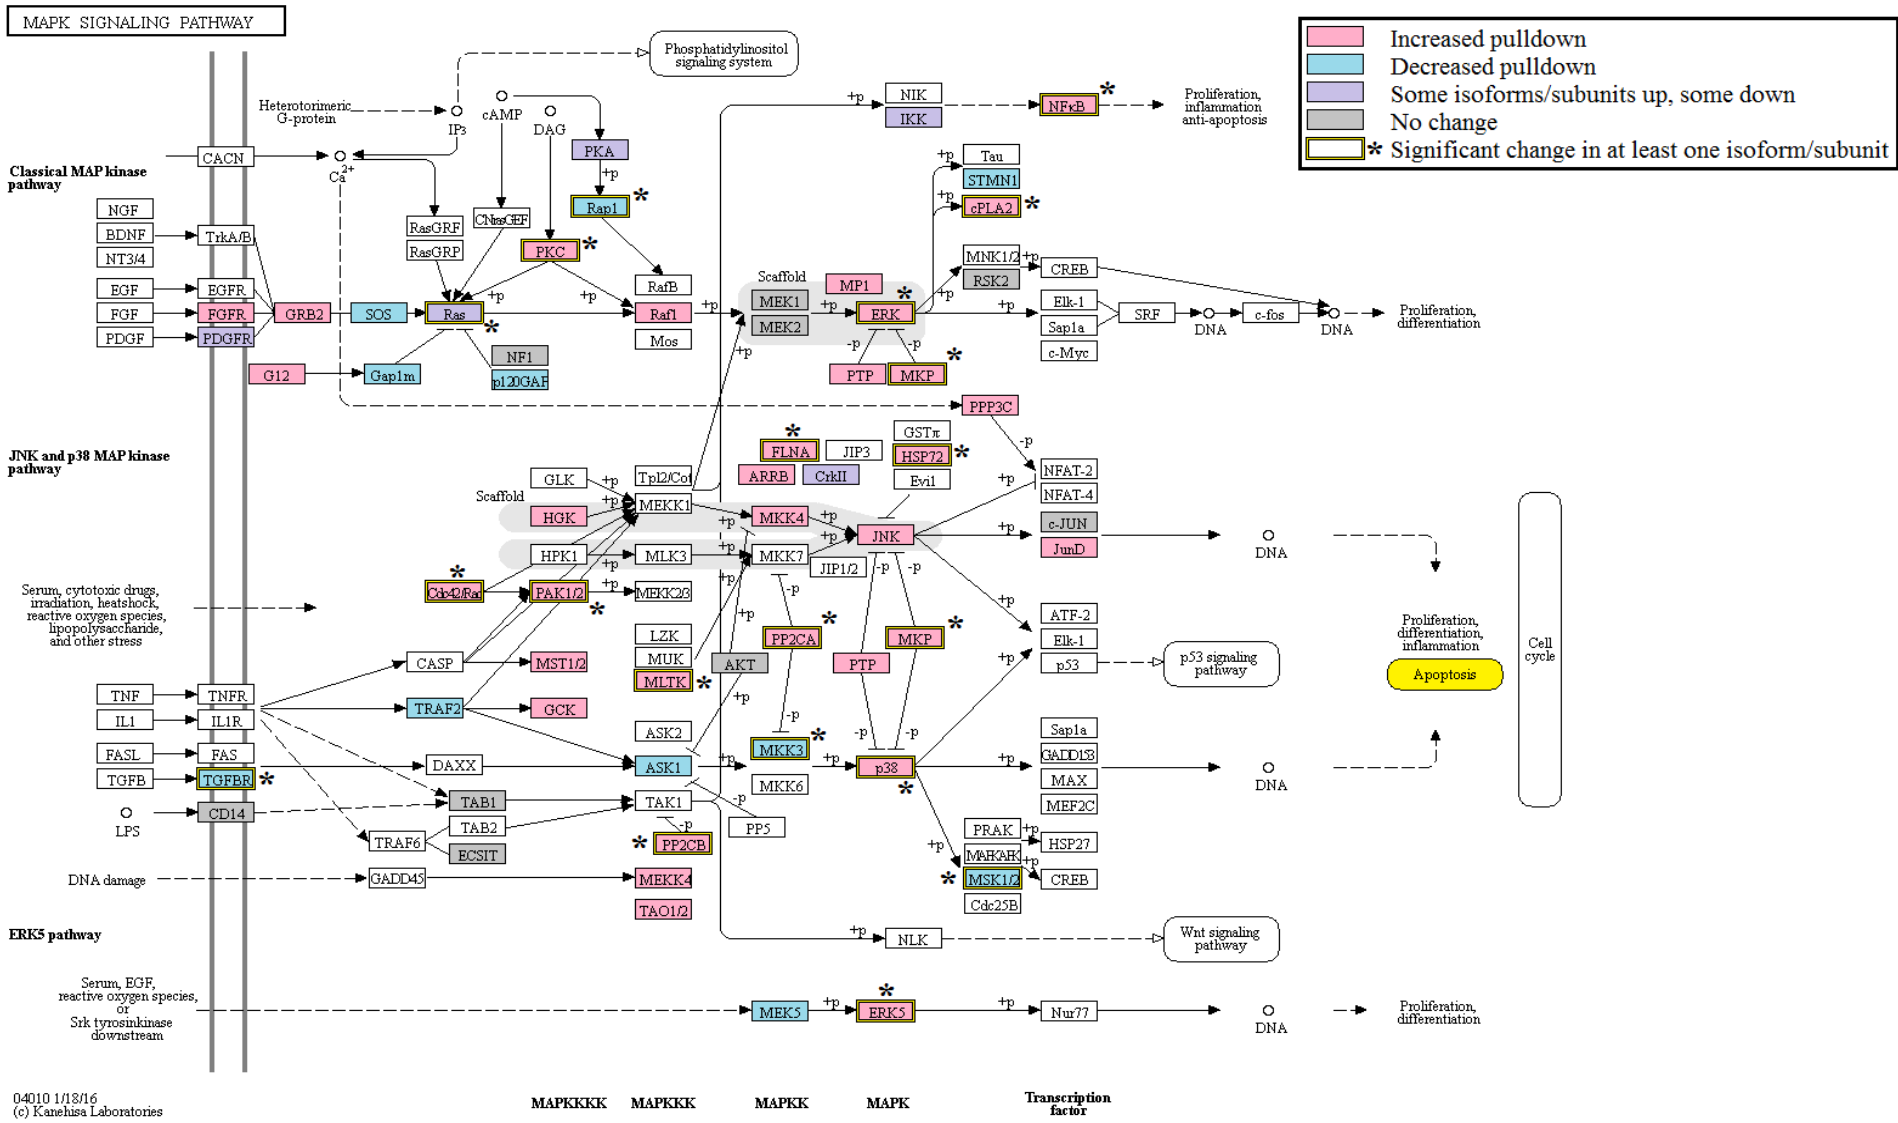 MAPK SIGNALING PATHWAY
Increased pulldown
Decreased pulldown
Some isoforms/subunits up, some down
No change
* Significant change in at least one isoform/subunit
Phosphatidylinositol
signaling system
Heterotorimeric
G-protein
IP3
cAMP
DAG
CACN
Ca2+
PKA
+p
Rap1
*
NIK
IKK
+p
NFκB
*
Proliferation,
inflammation
anti-apoptosis
Classical MAP kinase
pathway
NGF
BDNF
NT3/4
TrkA/B
RasGRF
RasGRP
CNrasGEF
PKC
*
Tau
STMN1
cPLA2
*
+p
+p
EGF
FGF
PDGF
EGFR
FGFR
PDGFR
GRB2
SOS
Ras
*
+p
+p
RafB
Raf1
Mos
+p
+p
Scaffold
MEK1
MEK2
+p
MP1
ERK
*
+p
+p
-p
-p
PTP
MKP
*
MNK1/2
RSK2
+p
CREB
Elk-1
Sap1a
c-Myc
SRF
DNA
c-fos
DNA
Proliferation,
differentiation
G12
Gap1m
NF1
p120GAP
PPP3C
-p
JNK and p38 MAP kinase
pathway
FLNA
*
JIP3
ARRB
CrkII
GSTπ
HSP72
*
Evi1
NFAT-2
NFAT-4
+p
GLK
+p
Tpl2/Cot
MEKK1
Scaffold
HGK
+p
+p
MKK4
+p
JNK
+p
c-JUN
JunD
DNA
HPK1
+p
MLK3
+p
MKK7
+p
JIP1/2
Cdc42/Rac
*
PAK1/2
*
+p
MEKK2/3
-p
-p
-p
+p
Serum, cytotoxic drugs,
irradiation, heatshock,
reactive oxygen species,
lipopolysaccharide,
and other stress
LZK
MUK
MLTK
*
+p
AKT
+p
PP2CA
*
-p
PTP
MKP
*
ATF-2
Elk-1
p53
p53 signaling
pathway
Proliferation,
differentiation,
inflammation
Apoptosis
Cell
cycle
CASP
MST1/2
TNF
IL1
FASL
TGFB
TNFR
IL1R
FAS
TGFBR
*
TRAF2
GCK
DAXX
ASK2
ASK1
+p
MKK3
*
MKK6
+p
-p
-p
p38
*
+p
+p
Sap1a
GADD153
MAX
MEF2C
DNA
LPS
CD14
TAB1
TAB2
TRAF6
ECSIT
TAK1
-p
PP5
-p
PP2CB
*
PRAK
MAPKAPK
+p
+p
MSK1/2
*
Cdc25B
HSP27
CREB
DNA damage
GADD45
MEKK4
TAO1/2
ERK5 pathway
+p
NLK
Wnt signaling
pathway
Serum, EGF,
reactive oxygen species,
or
Srk tyrosinkinase
downstream
MEK5
+p
ERK5
*
+p
Nur77
DNA
Proliferation,
differentiation
04010 1/18/16
(c) Kanehisa Laboratories
MAPKKKK
MAPKKK
MAPKK
MAPK
Transcription
factor